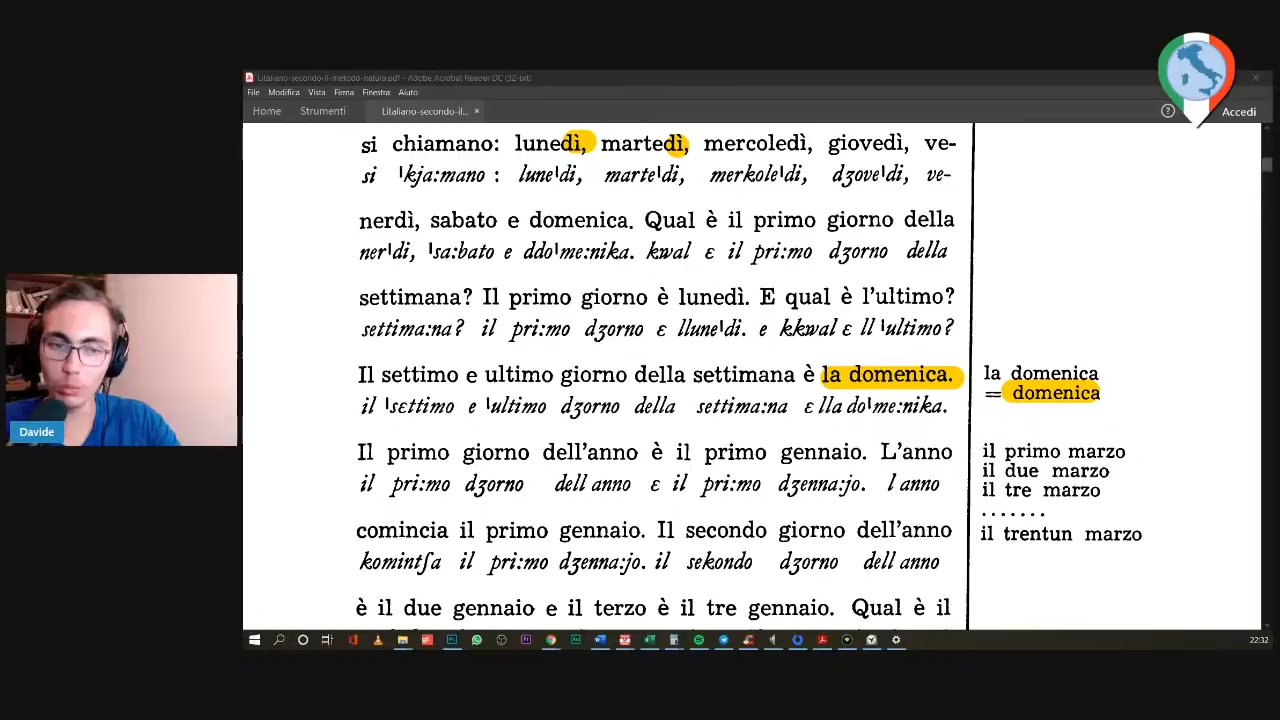 Litaliano-secondo-il-metodo-natura.pdf - Adobe Acrobat Reader DC (32-bit)
File Modifica Vista Firma Finestra Aiuto
Home Strumenti Litaliano-secondo-il... × Accedi
si chiamano: lunedì, martedì, mercoledì, giovedì, ve-
si ˈkja:mano : luneˈdi, marteˈdi, merkoleˈdi, dʒoveˈdi, ve-
nerdì, sabato e domenica. Qual è il primo giorno della
nerˈdi, ˈsa:bato e ddoˈme:nika. kwal ɛ il pri:mo dʒorno della
settimana? Il primo giorno è lunedì. E qual è l'ultimo?
settima:na? il pri:mo dʒorno ɛ lluneˈdi. e kkwal ɛ ll ˈultimo?
Il settimo e ultimo giorno della settimana è la domenica.
il ˈsɛttimo e ˈultimo dʒorno della settima:na ɛ lla doˈme:nika.
Il primo giorno dell'anno è il primo gennaio. L'anno
il pri:mo dʒorno dell anno ɛ il pri:mo dʒenna:jo. l anno
comincia il primo gennaio. Il secondo giorno dell'anno
komintʃa il pri:mo dʒenna:jo. il sekondo dʒorno dell anno
è il due gennaio e il terzo è il tre gennaio. Qual è il
la domenica
= domenica
il primo marzo
il due marzo
il tre marzo
.......
il trentun marzo
Davide
22:32